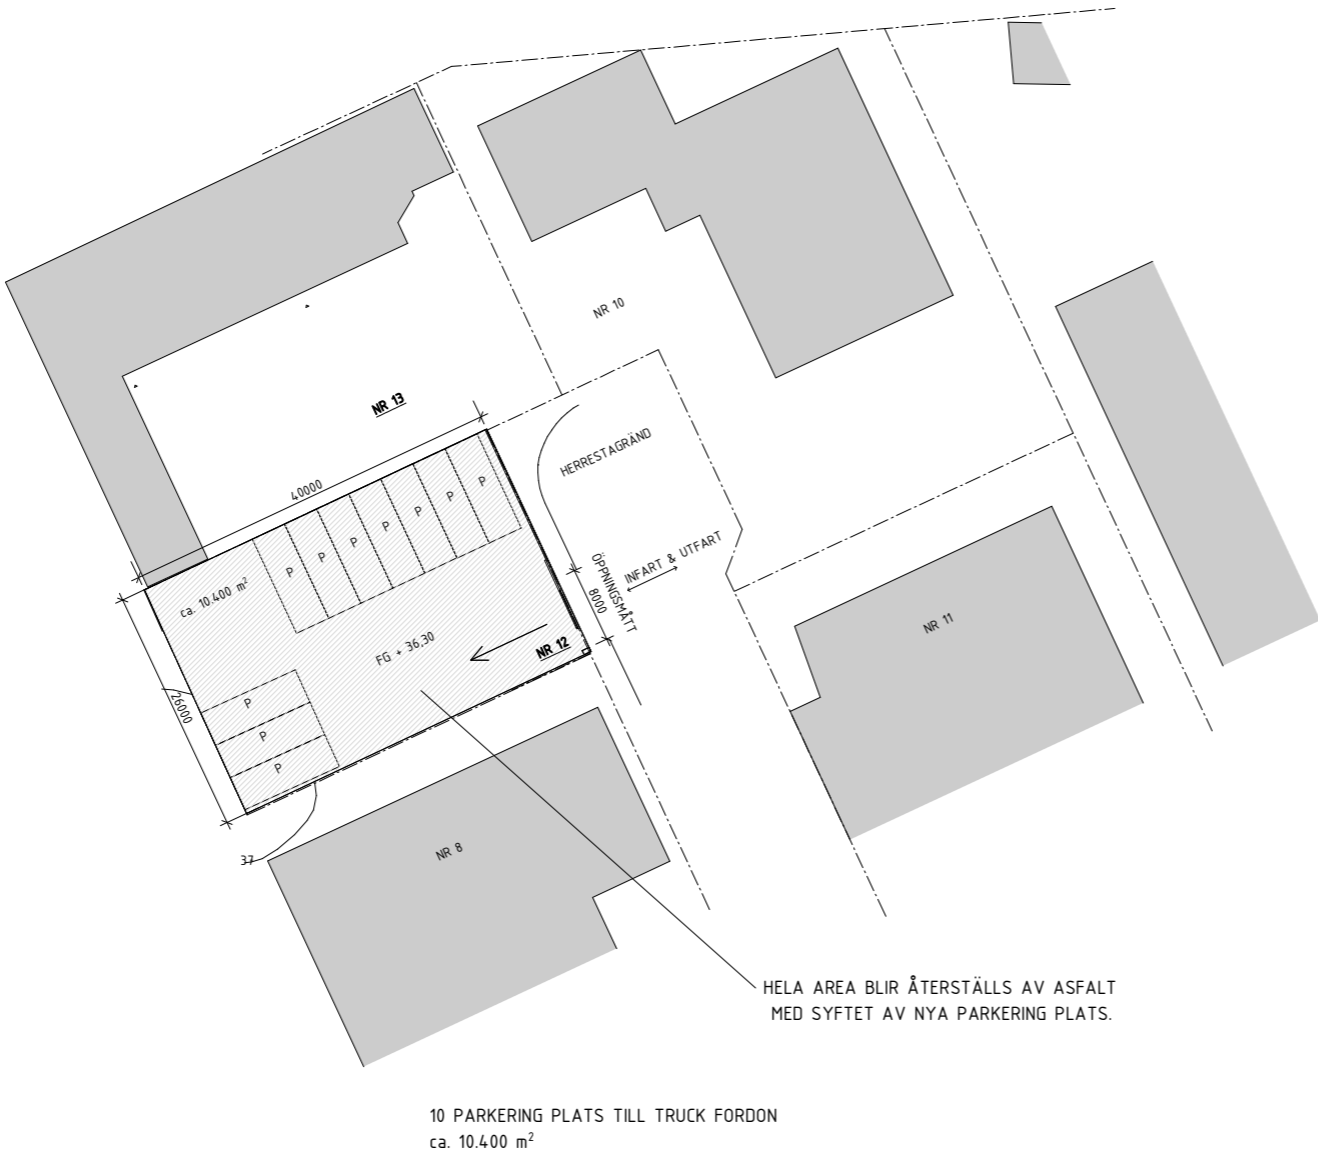 NR 10
NR 13
40000
HERRESTAGRÄND
P
P
P
P
P
P
P
ca. 10.400 m²
INFART & UTFART
ÖPPNINGSMÅTT
8000
NR 11
FG + 36,30
NR 12
26000
P
P
P
37
NR 8
HELA AREA BLIR ÅTERSTÄLLS AV ASFALT
MED SYFTET AV NYA PARKERING PLATS.
10 PARKERING PLATS TILL TRUCK FORDON
ca. 10.400 m²